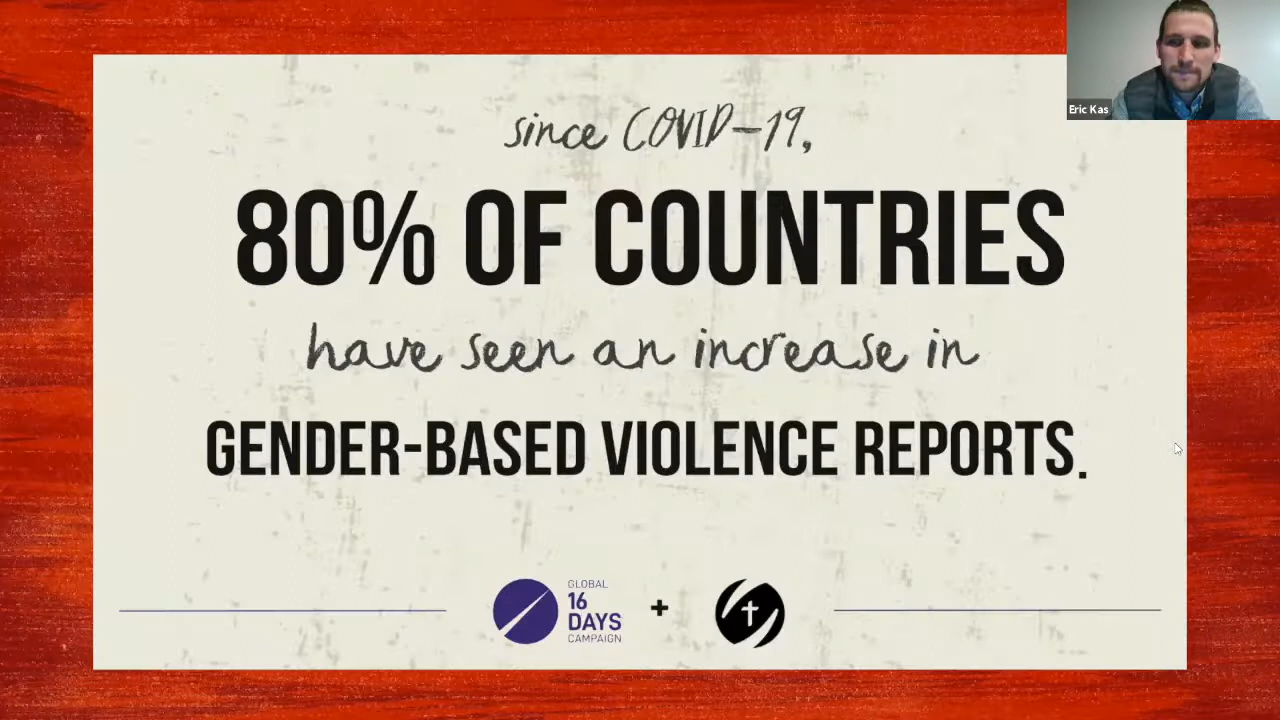 Eric Kas
since COVID-19,
80% OF COUNTRIES
have seen an increase in
GENDER-BASED VIOLENCE REPORTS.
GLOBAL
16
DAYS
CAMPAIGN
+